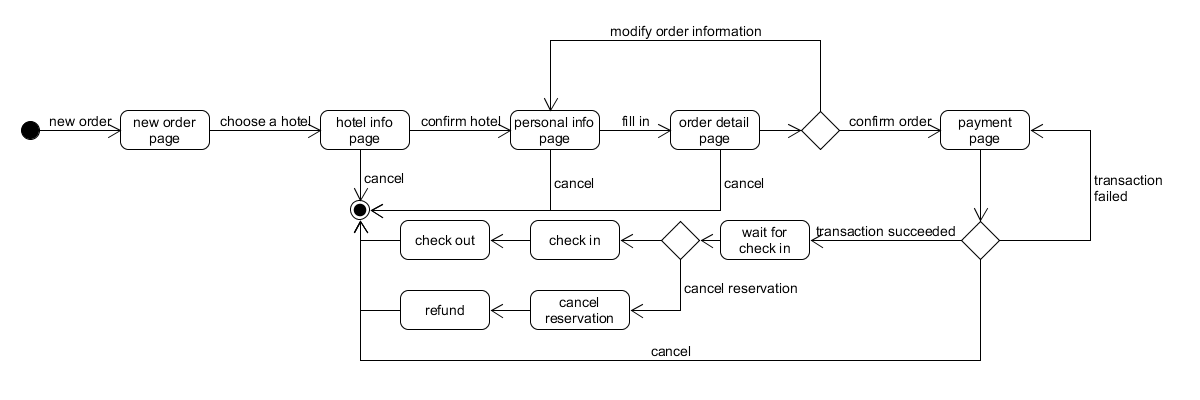 modify order information
new order
new order
page
choose a hotel
hotel info
page
confirm hotel
personal info
page
fill in
order detail
page
confirm order
payment
page
cancel
cancel
cancel
transaction
failed
check out
check in
wait for
check in
transaction succeeded
cancel reservation
refund
cancel
reservation
cancel